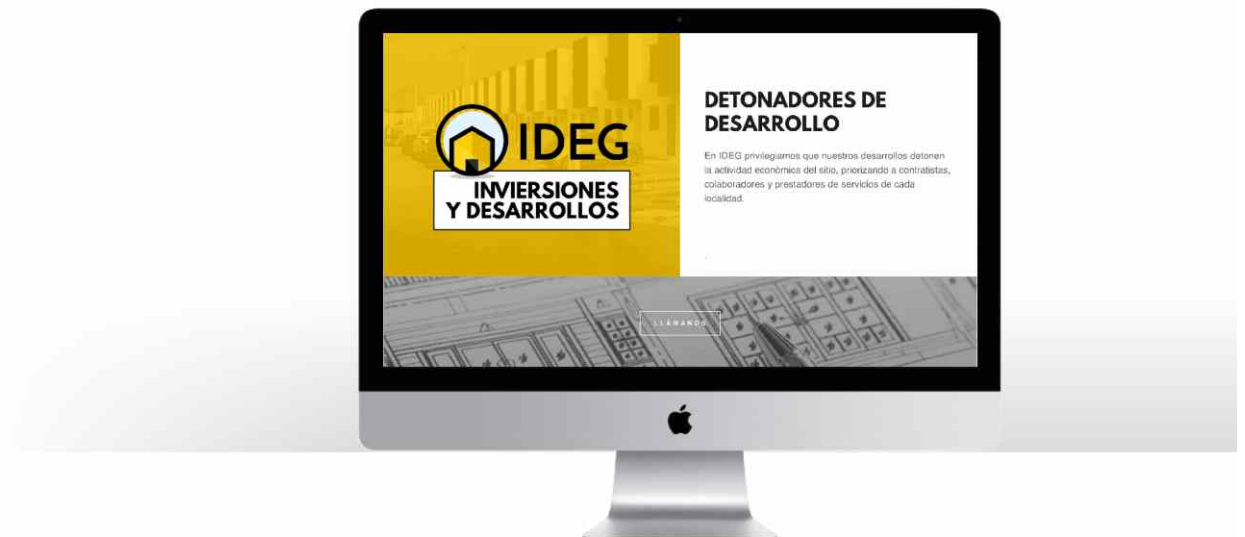 IDEG
INVIERSIONES
Y DESARROLLOS
DETONADORES DE
DESARROLLO
En IDEG privilegiamos que nuestros desarrollos detonen
la actividad económica del sitio, priorizando a contratistas,
colaboradores y prestadores de servicios de cada
localidad.
.
LLÁMANOS